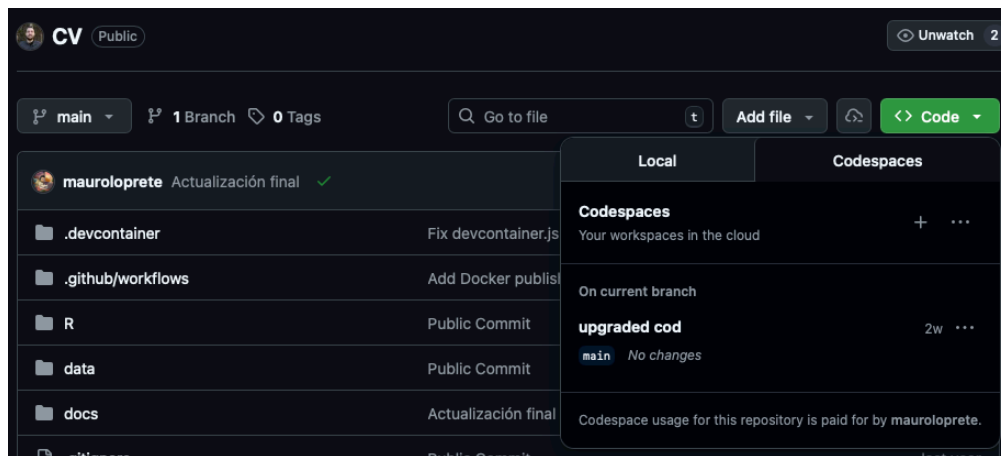 CV Public
Unwatch 2
main 1 Branch 0 Tags
Go to file t
Add file
Code
Local Codespaces
mauroloprete Actualización final
Codespaces
Your workspaces in the cloud
.devcontainer Fix devcontainer.js
.github/workflows Add Docker publis
On current branch
R Public Commit
upgraded cod 2w
main No changes
data Public Commit
docs Actualización final
Codespace usage for this repository is paid for by mauroloprete.